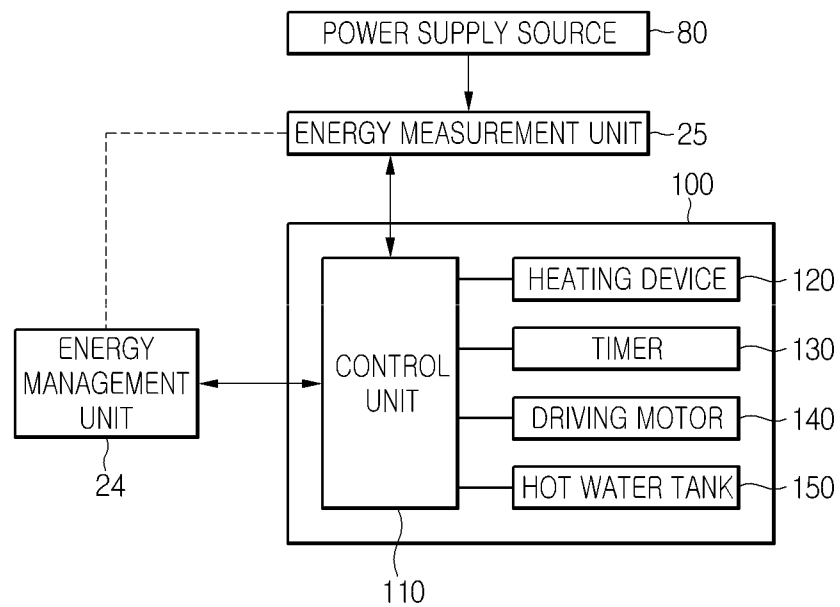 POWER SUPPLY SOURCE
80
ENERGY MEASUREMENT UNIT
25
100
HEATING DEVICE
120
TIMER
130
ENERGY
MANAGEMENT
UNIT
24
CONTROL
UNIT
110
DRIVING MOTOR
140
HOT WATER TANK
150